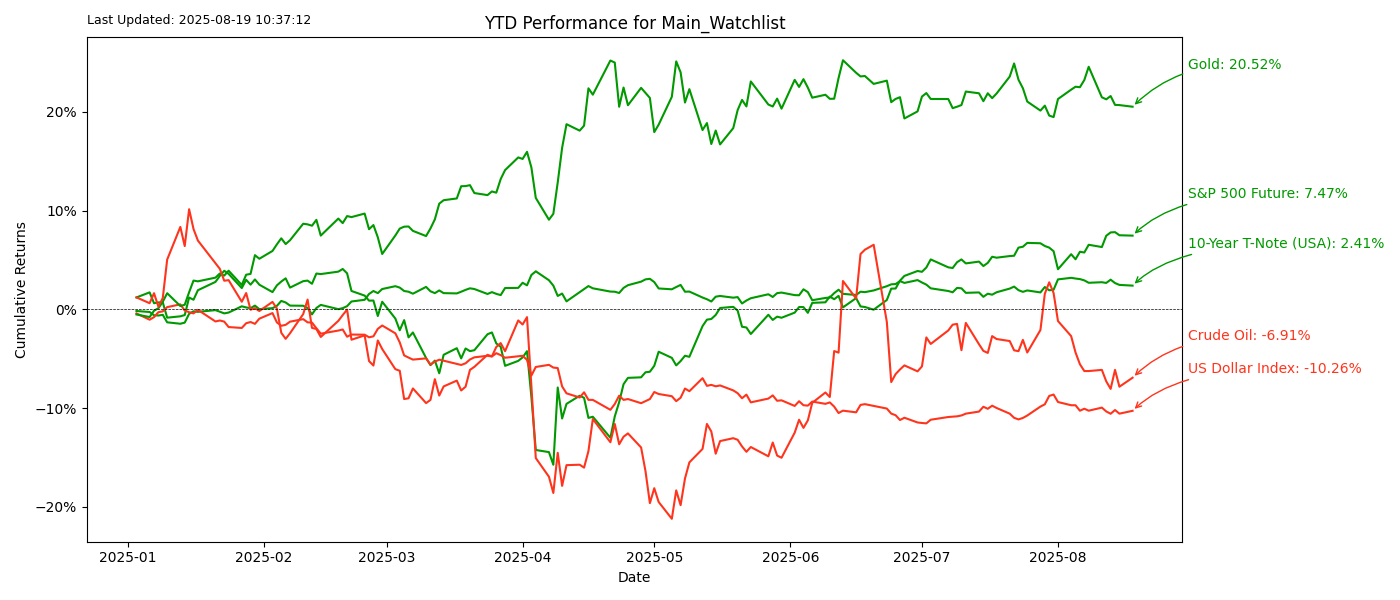 Last Updated: 2025-08-19 10:37:12
YTD Performance for Main_Watchlist
Cumulative Returns
20%
10%
0%
−10%
−20%
Gold: 20.52%
S&P 500 Future: 7.47%
10-Year T-Note (USA): 2.41%
Crude Oil: -6.91%
US Dollar Index: -10.26%
2025-01
2025-02
2025-03
2025-04
2025-05
2025-06
2025-07
2025-08
Date